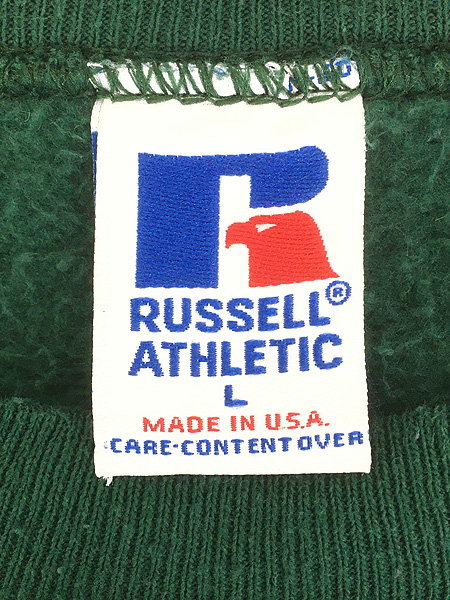 RUSSELL®
ATHLETIC
L
MADE IN U.S.A.
CARE-CONTENT OVER